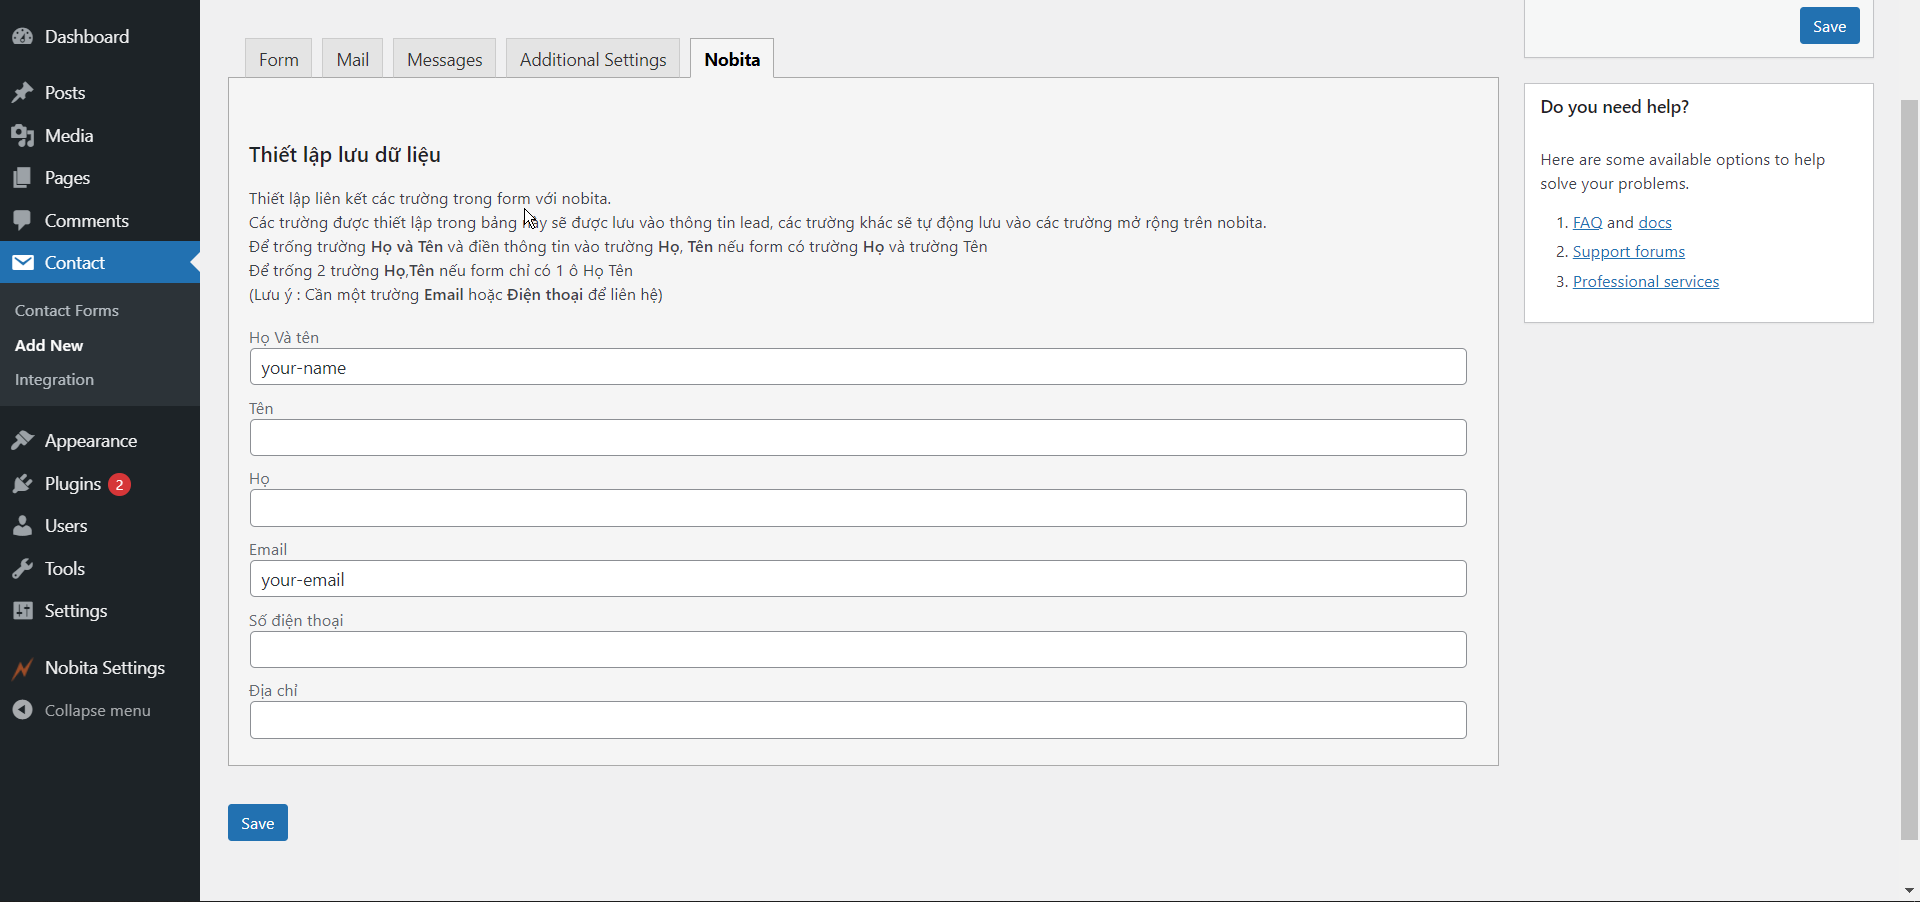 Dashboard
Posts
Media
Pages
Comments
Contact
Contact Forms
Add New
Integration
Appearance
Plugins 2
Users
Tools
Settings
Nobita Settings
Collapse menu
Form
Mail
Messages
Additional Settings
Nobita
Thiết lập lưu dữ liệu
Thiết lập liên kết các trường trong form với nobita.
Các trường được thiết lập trong bảng này sẽ được lưu vào thông tin lead, các trường khác sẽ tự động lưu vào các trường mở rộng trên nobita.
Để trống trường Họ và Tên và điền thông tin vào trường Họ, Tên nếu form có trường Họ và trường Tên
Để trống 2 trường Họ,Tên nếu form chỉ có 1 ô Họ Tên
(Lưu ý : Cần một trường Email hoặc Điện thoại để liên hệ)
Họ Và tên
your-name
Tên
Họ
Email
your-email
Số điện thoại
Địa chỉ
Save
Save
Do you need help?
Here are some available options to help
solve your problems.
1. FAQ and docs
2. Support forums
3. Professional services